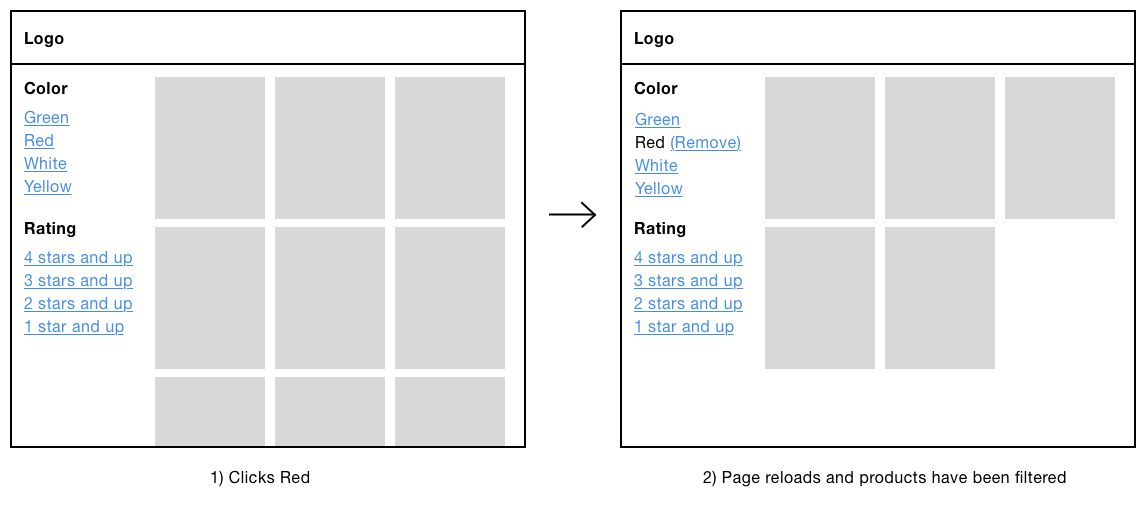 Logo
Color
Green
Red
White
Yellow
Rating
4 stars and up
3 stars and up
2 stars and up
1 star and up
1) Clicks Red
Logo
Color
Green
Red (Remove)
White
Yellow
Rating
4 stars and up
3 stars and up
2 stars and up
1 star and up
2) Page reloads and products have been filtered